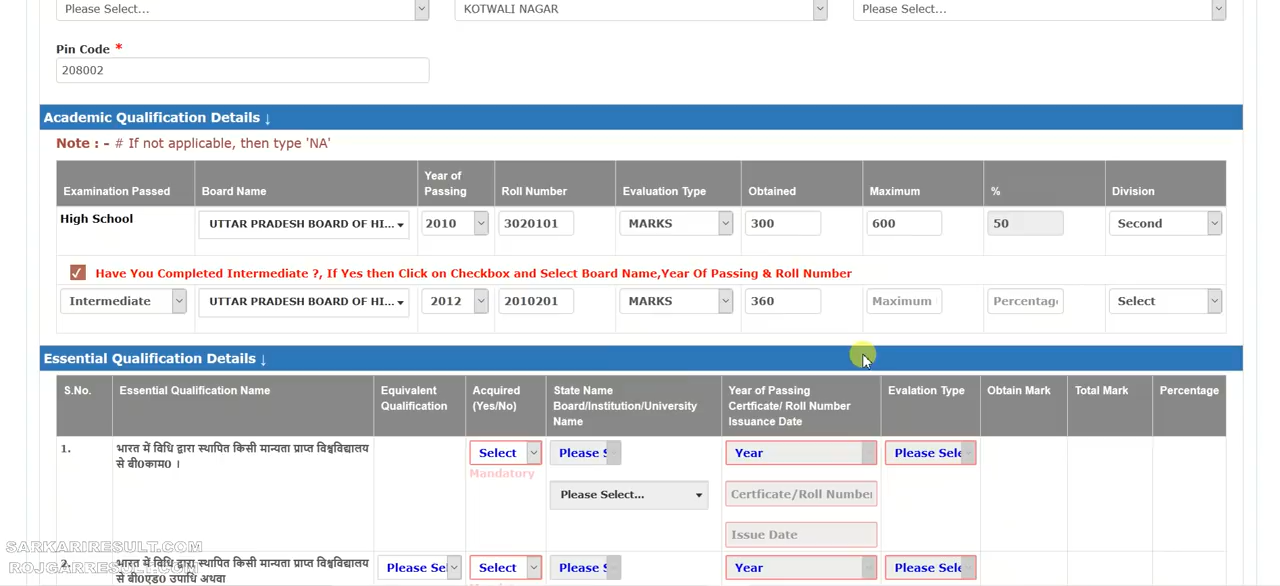 Please Select... KOTWALI NAGAR Please Select...
Pin Code *
208002
Academic Qualification Details ↓
Note : - # If not applicable, then type 'NA'
Examination Passed Board Name Year of Passing Roll Number Evaluation Type Obtained Maximum % Division
High School UTTAR PRADESH BOARD OF HI... 2010 3020101 MARKS 300 600 50 Second
Have You Completed Intermediate ?, If Yes then Click on Checkbox and Select Board Name,Year Of Passing & Roll Number
Intermediate UTTAR PRADESH BOARD OF HI... 2012 2010201 MARKS 360 Maximum Percentag Select
Essential Qualification Details ↓
S.No. Essential Qualification Name Equivalent Qualification Acquired (Yes/No) State Name Board/Institution/University Name Year of Passing Certficate/ Roll Number Issuance Date Evalation Type Obtain Mark Total Mark Percentage
1. भारत में विधि द्वारा स्थापित किसी मान्यता प्राप्त विश्वविद्यालय Select Please S Year Please Sele
से बी0काम0 ।
Mandatory
Please Select... Certficate/Roll Number
Issue Date
SARKARIRESULT.COM
2. भारत में विधि द्वारा स्थापित किसी मान्यता प्राप्त विश्वविद्यालय Please Sel Select Please S Year Please Sele
ROJGARRESULT.COM
से बी0एड0 उपाधि अथवा